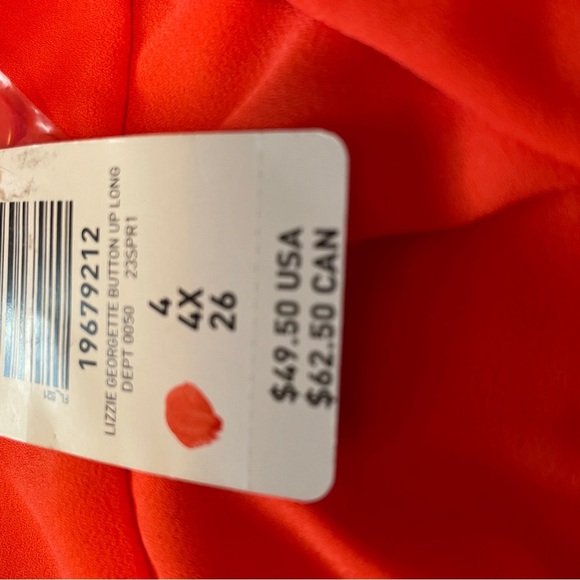 19679212
LIZZIE GEORGETTE BUTTON UP LONG
DEPT 0050 23SPR1
4
4X
26
$49.50 USA
$62.50 CAN